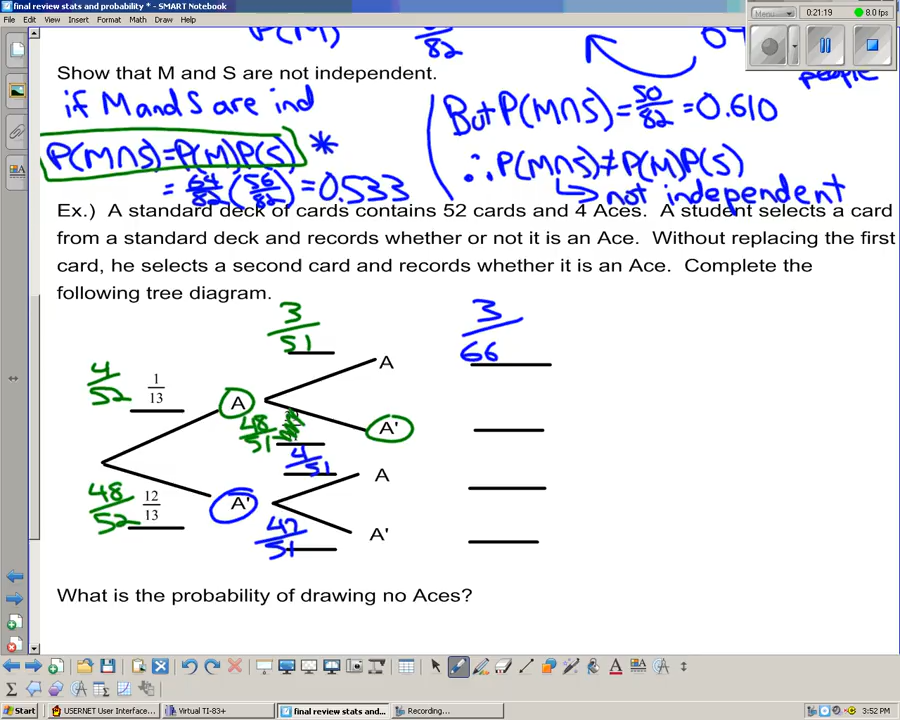 final review stats and probability * - SMART Notebook
File Edit View Insert Format Math Draw Help
Menu
00:21:19
8.0 fps
P(M)
82
people
Show that M and S are not independent.
if M and S are ind
P(M∩S)=P(M)P(S) *
= 64/82 (56/82) = 0.533
But P(M∩S) = 50/82 = 0.610
∴ P(M∩S) ≠ P(M)P(S)
not independent
Ex.) A standard deck of cards contains 52 cards and 4 Aces. A student selects a card
from a standard deck and records whether or not it is an Ace. Without replacing the first
card, he selects a second card and records whether it is an Ace. Complete the
following tree diagram.
3/51
3/66
4/52
1/13
A
A
48/51
A'
4/51
A
48/52
12/13
A'
47/51
A'
What is the probability of drawing no Aces?
Start
USERNET User Interface...
Virtual TI-83+
final review stats and...
Recording...
3:52 PM